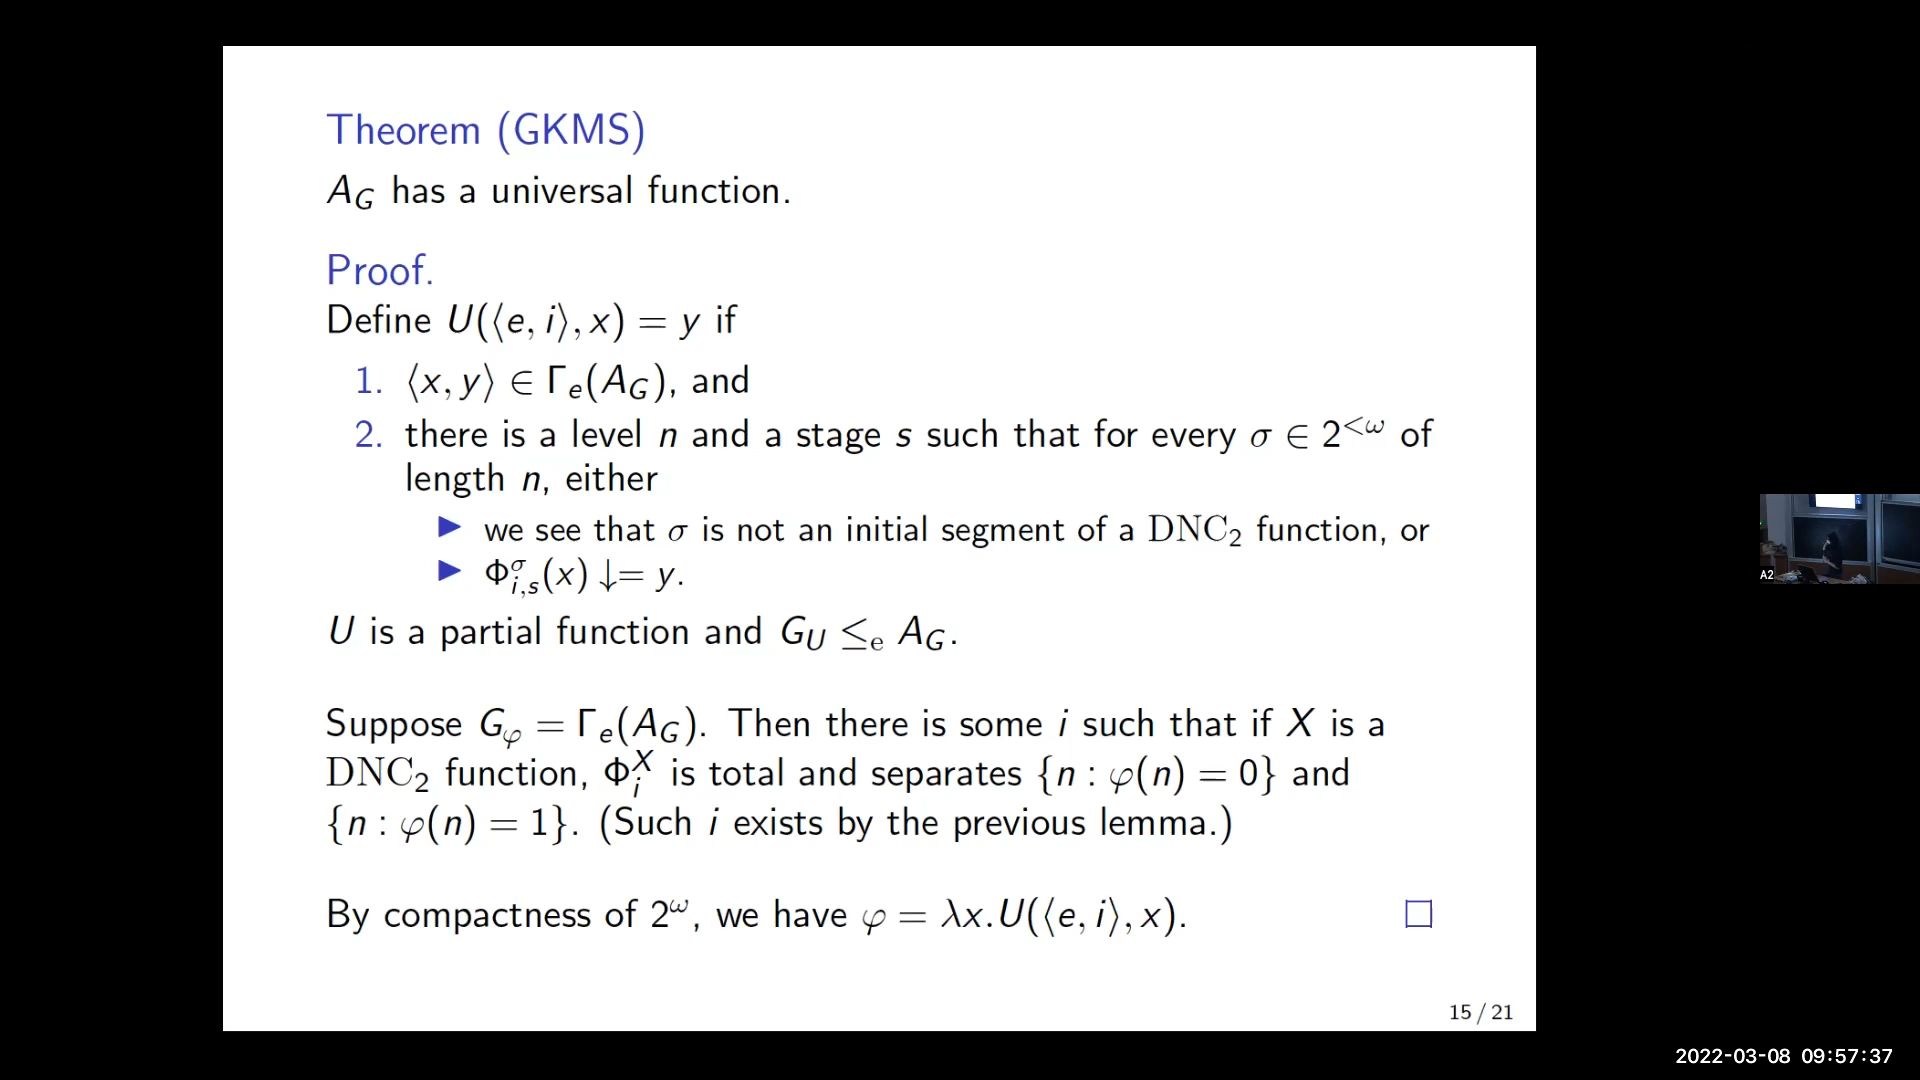 Theorem (GKMS)
A_G has a universal function.
Proof.
Define U(⟨e, i⟩, x) = y if
1. ⟨x, y⟩ ∈ Γ_e(A_G), and
2. there is a level n and a stage s such that for every σ ∈ 2^{<ω} of
length n, either
▶ we see that σ is not an initial segment of a DNC₂ function, or
▶ Φ^σ_{i,s}(x) ↓= y.
U is a partial function and G_U ≤_e A_G.
Suppose G_φ = Γ_e(A_G). Then there is some i such that if X is a
DNC₂ function, Φ_i^X is total and separates {n : φ(n) = 0} and
{n : φ(n) = 1}. (Such i exists by the previous lemma.)
By compactness of 2^ω, we have φ = λx.U(⟨e, i⟩, x). □
15 / 21
A2
2022-03-08 09:57:37